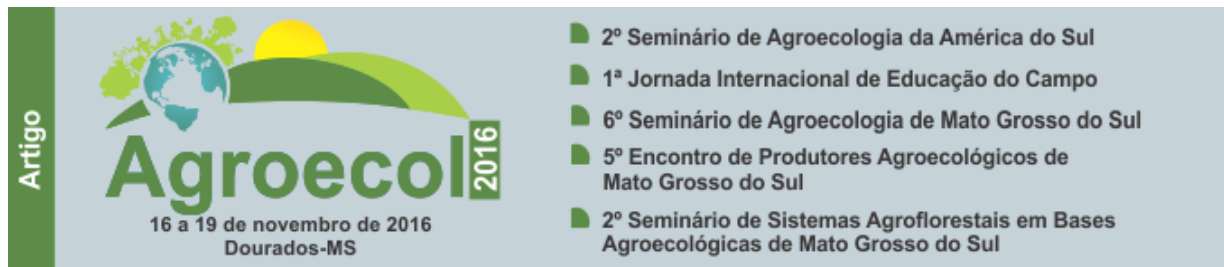 Artigo
Agroecol
2016
16 a 19 de novembro de 2016
Dourados-MS
2º Seminário de Agroecologia da América do Sul
1ª Jornada Internacional de Educação do Campo
6º Seminário de Agroecologia de Mato Grosso do Sul
5º Encontro de Produtores Agroecológicos de
Mato Grosso do Sul
2º Seminário de Sistemas Agroflorestais em Bases
Agroecológicas de Mato Grosso do Sul